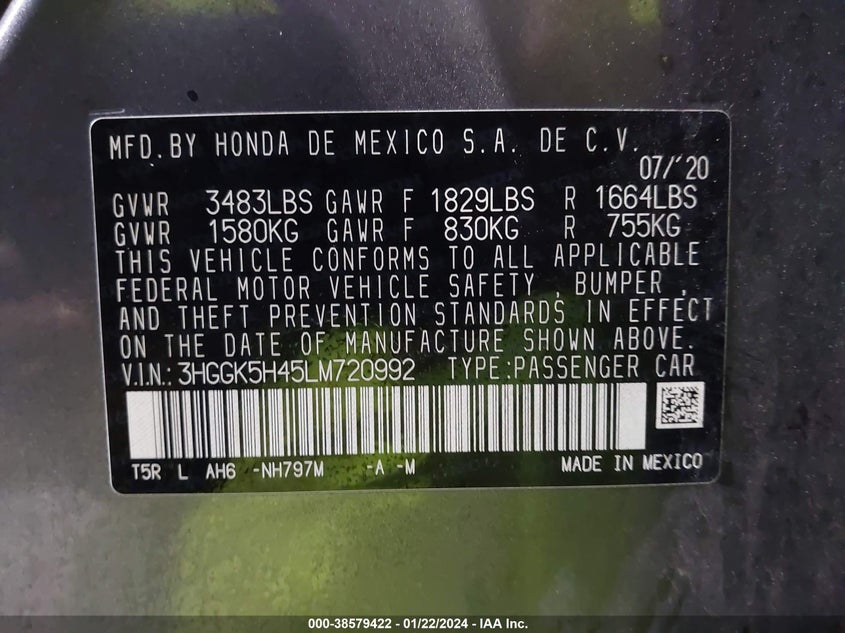 MFD. BY HONDA DE MEXICO S.A. DE C.V.
07/'20
GVWR 3483LBS GAWR F 1829LBS R 1664LBS
GVWR 1580KG GAWR F 830KG R 755KG
THIS VEHICLE CONFORMS TO ALL APPLICABLE
FEDERAL MOTOR VEHICLE SAFETY, BUMPER,
AND THEFT PREVENTION STANDARDS IN EFFECT
ON THE DATE OF MANUFACTURE SHOWN ABOVE.
V.I.N.: 3HGGK5H45LM720992 TYPE: PASSENGER CAR
T5R L AH6 -NH797M -A -M MADE IN MEXICO
000-38579422 - 01/22/2024 - IAA Inc.